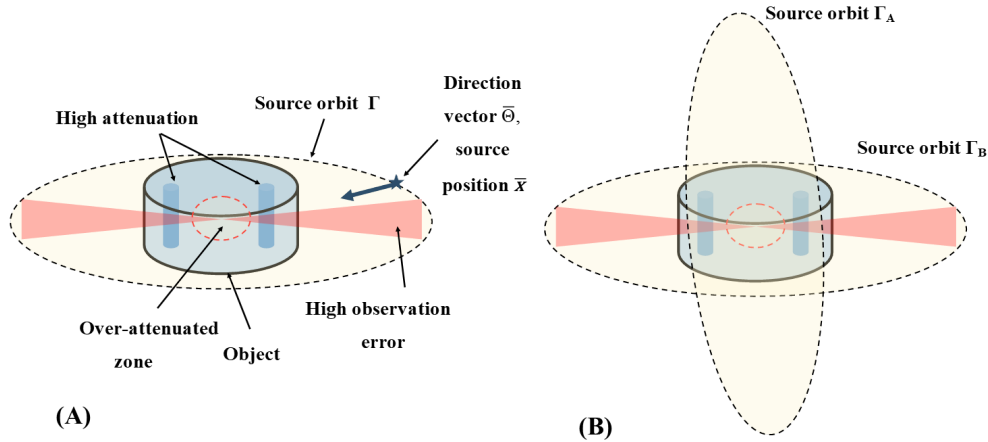 Source orbit Γ
High attenuation
Direction
vector Θ̅,
source
position x̅
Over-attenuated
zone
Object
High observation
error
(A)
Source orbit Γ_A
Source orbit Γ_B
(B)